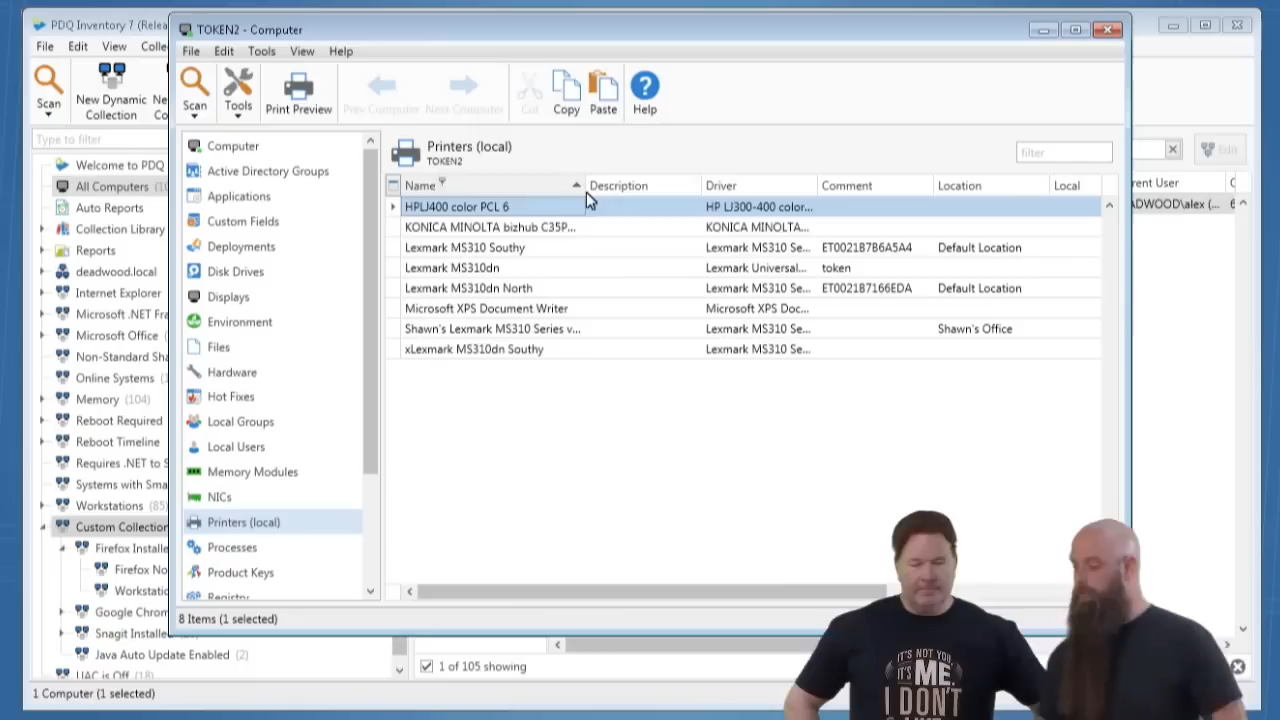 PDQ Inventory 7 (Relea
File Edit View Colle
Scan
New Dynamic Collection
Type to filter
Welcome to PDQ
All Computers
Auto Reports
Collection Library
Reports
deadwood.local
Internet Explorer
Microsoft .NET Fra
Microsoft Office
Non-Standard Sha
Online Systems
Memory (104)
Reboot Required
Reboot Timeline
Requires .NET to S
Systems with Sma
Workstations (85)
Custom Collection
Firefox Installe
Firefox No
Workstatio
Google Chrom
Snagit Installe
Java Auto Update Enabled (2)
UAC is Off (18)
1 Computer (1 selected)
TOKEN2 - Computer
File Edit Tools View Help
Scan Tools Print Preview Prev Computer Next Computer Cut Copy Paste Help
Computer
Active Directory Groups
Applications
Custom Fields
Deployments
Disk Drives
Displays
Environment
Files
Hardware
Hot Fixes
Local Groups
Local Users
Memory Modules
NICs
Printers (local)
Processes
Product Keys
Registry
Printers (local)
TOKEN2
filter
Name Description Driver Comment Location Local
HPLJ400 color PCL 6 HP LJ300-400 color...
KONICA MINOLTA bizhub C35P... KONICA MINOLTA...
Lexmark MS310 Southy Lexmark MS310 Se... ET0021B7B6A5A4 Default Location
Lexmark MS310dn Lexmark Universal... token
Lexmark MS310dn North Lexmark MS310 Se... ET0021B7166EDA Default Location
Microsoft XPS Document Writer Microsoft XPS Doc...
Shawn's Lexmark MS310 Series v... Lexmark MS310 Se... Shawn's Office
xLexmark MS310dn Southy Lexmark MS310 Se...
8 Items (1 selected)
Edit
rent User
ADWOOD\alex (...
1 of 105 showing
IT'S NOT YOU.
IT'S ME.
I DON'T